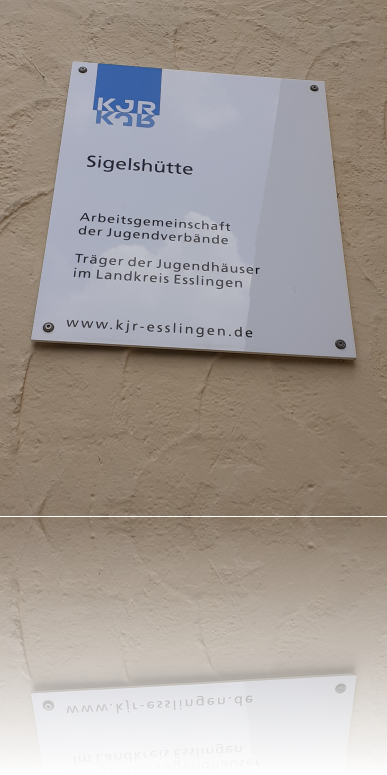 KJR
Sigelshütte
Arbeitsgemeinschaft
der Jugendverbände
Träger der Jugendhäuser
im Landkreis Esslingen
www.kjr-esslingen.de